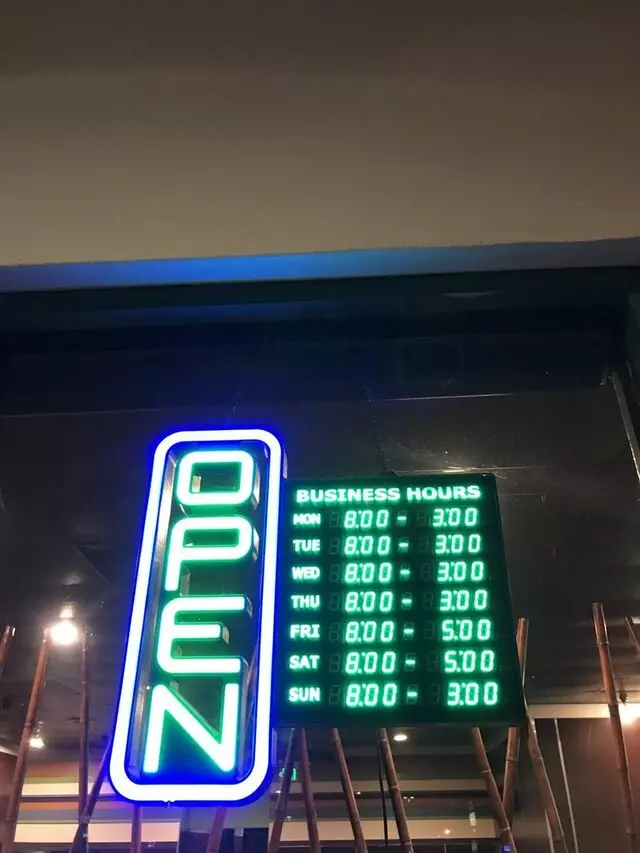 OPEN
BUSINESS HOURS
MON 8:00 - 3:00
TUE 8:00 - 3:00
WED 8:00 - 3:00
THU 8:00 - 3:00
FRI 8:00 - 5:00
SAT 8:00 - 5:00
SUN 8:00 - 3:00